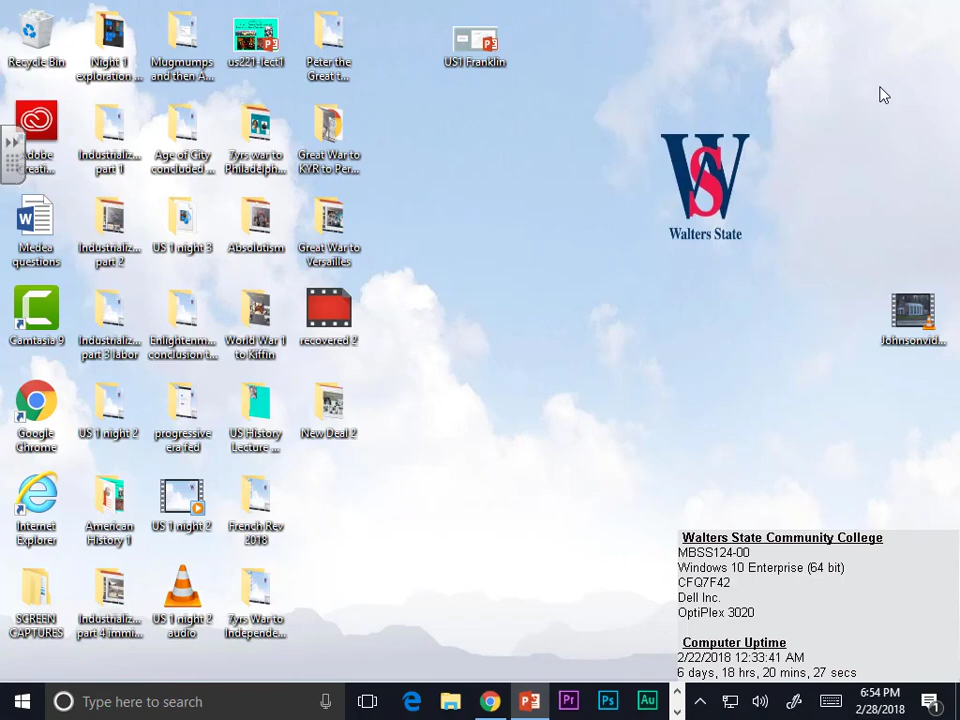 Recycle Bin
Night 1
exploration ...
Mugmumps
and then A...
us221-lect1
Peter the
Great t...
US1 Franklin
Adobe
Creati...
Industrializ...
part 1
Age of City
concluded ...
7yrs war to
Philadelph...
Great War to
KYR to Per...
WS
Walters State
Medea
questions
Industrializ...
part 2
US 1 night 3
Absolutism
Great War to
Versailles
Camtasia 9
Industrializ...
part 3 labor
Enlightenm...
conclusion t...
World War 1
to Kiffin
recovered 2
Johnsonvid...
Google
Chrome
US 1 night 2
progressive
era fed
US History
Lecture ...
New Deal 2
Internet
Explorer
American
History 1
US 1 night 2
French Rev
2018
SCREEN
CAPTURES
Industrializ...
part 4 immi...
US 1 night 2
audio
7yrs War to
Independe...
Walters State Community College
MBSS124-00
Windows 10 Enterprise (64 bit)
CFQ7F42
Dell Inc.
OptiPlex 3020
Computer Uptime
2/22/2018 12:33:41 AM
6 days, 18 hrs, 20 mins, 27 secs
Type here to search
Pr
Ps
Au
6:54 PM
2/28/2018
1